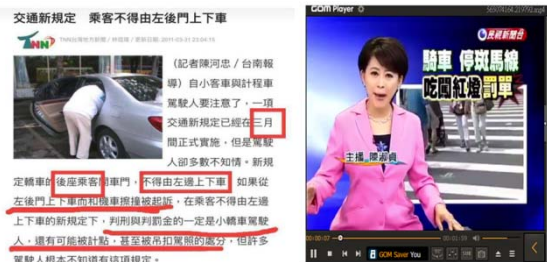 交通新規定 乘客不得由左後門上下車
TNN
（記者陳河忠／台南報
導）自小客車與計程車
駕駛人要注意了，一項
交通新規定已經在三月
間正式實施，但是駕駛
人卻多數不知情。新規
定轎車的後座乘客開車門，不得由左邊上下車，如果從
左後門上下車而和機車擦撞被起訴，在乘客不得由左邊
上下車的新規定下，判刑與判罰金的一定是小轎車駕駛
人，還有可能被計點，甚至被吊扣駕照的處分，但許多
駕駛人根本不知道有這項規定。
GOM Player
民視新聞台
騎車 停斑馬線
吃闖紅燈罰單
主播 陳淑貞
GOM Saver